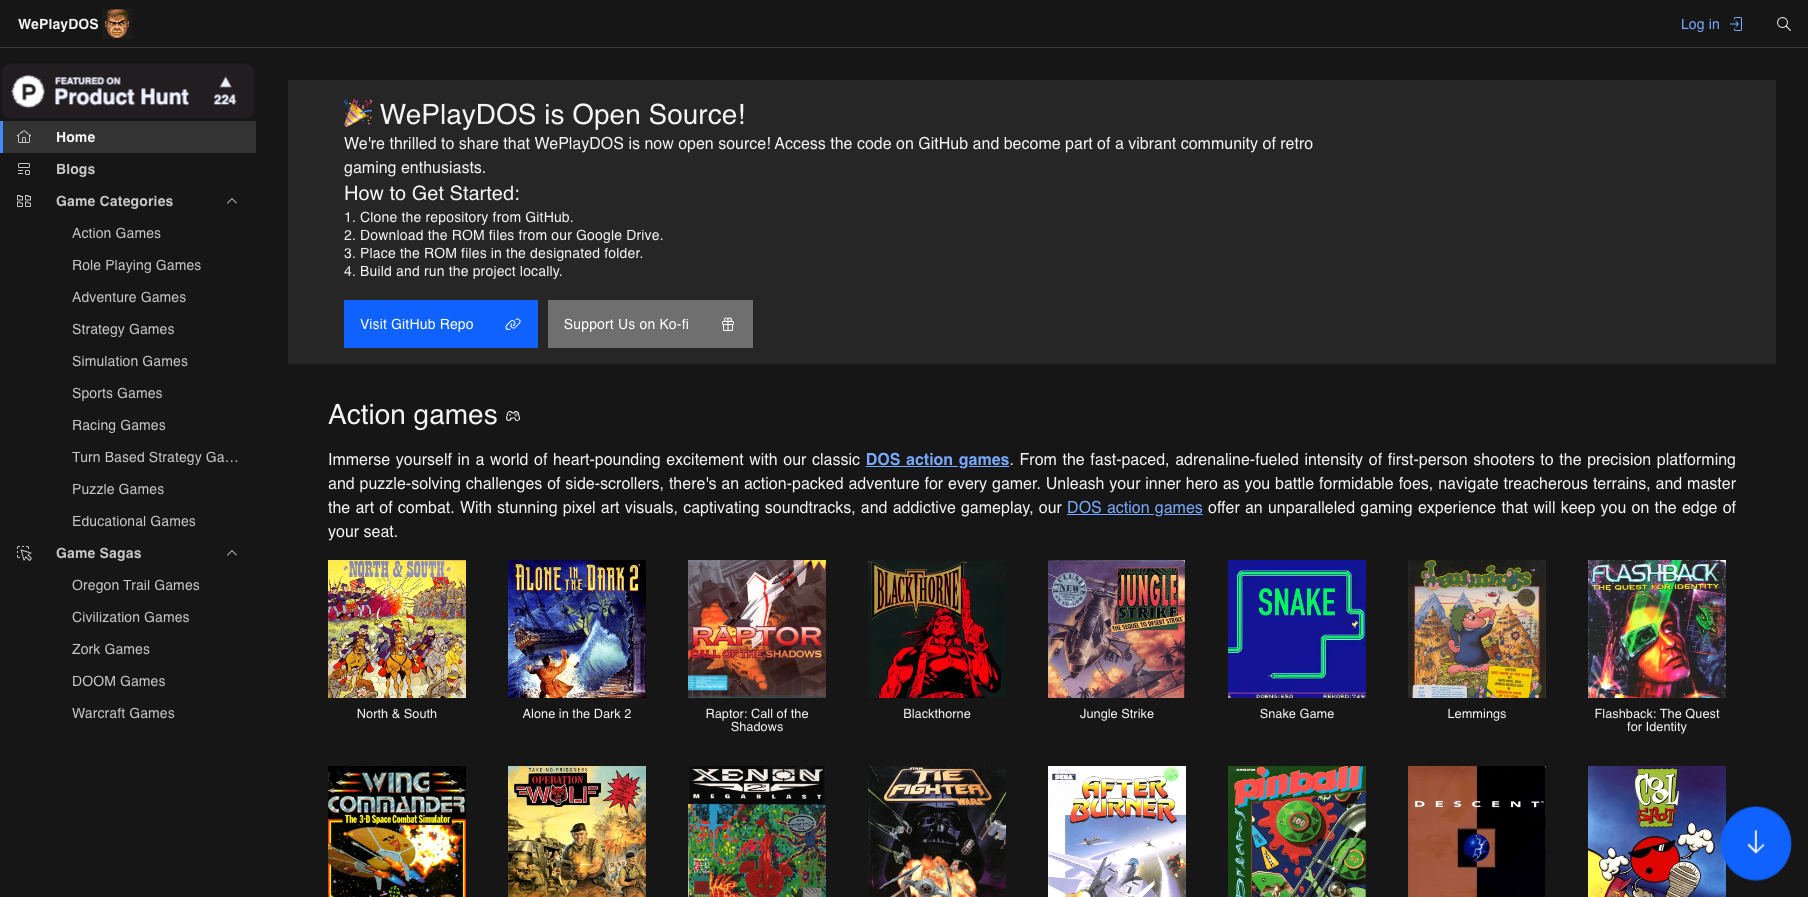 WePlayDOS
Log in
FEATURED ON
Product Hunt
224
Home
Blogs
Game Categories
Action Games
Role Playing Games
Adventure Games
Strategy Games
Simulation Games
Sports Games
Racing Games
Turn Based Strategy Ga...
Puzzle Games
Educational Games
Game Sagas
Oregon Trail Games
Civilization Games
Zork Games
DOOM Games
Warcraft Games
🎉 WePlayDOS is Open Source!
We're thrilled to share that WePlayDOS is now open source! Access the code on GitHub and become part of a vibrant community of retro
gaming enthusiasts.
How to Get Started:
1. Clone the repository from GitHub.
2. Download the ROM files from our Google Drive.
3. Place the ROM files in the designated folder.
4. Build and run the project locally.
Visit GitHub Repo
Support Us on Ko-fi
Action games
Immerse yourself in a world of heart-pounding excitement with our classic DOS action games. From the fast-paced, adrenaline-fueled intensity of first-person shooters to the precision platforming
and puzzle-solving challenges of side-scrollers, there's an action-packed adventure for every gamer. Unleash your inner hero as you battle formidable foes, navigate treacherous terrains, and master
the art of combat. With stunning pixel art visuals, captivating soundtracks, and addictive gameplay, our DOS action games offer an unparalleled gaming experience that will keep you on the edge of
your seat.
NORTH & SOUTH
North & South
ALONE IN THE DARK 2
Alone in the Dark 2
RAPTOR
CALL OF THE SHADOWS
Raptor: Call of the
Shadows
BLACKTHORNE
Blackthorne
NEW
JUNGLE
STRIKE
THE SEQUEL TO DESERT STRIKE
Jungle Strike
SNAKE
Snake Game
Lemmings
Lemmings
FLASHBACK
THE QUEST FOR IDENTITY
Flashback: The Quest
for Identity
WING
COMMANDER
The 3-D Space Combat Simulator
TAKE NO PRISONERS
OPERATION
WOLF
XENON
2
MEGABLAST
STAR
TIE
FIGHTER
WARS
SEGA
AFTER
BURNER
pinball
Dreams
DESCENT
COOL
SPOT